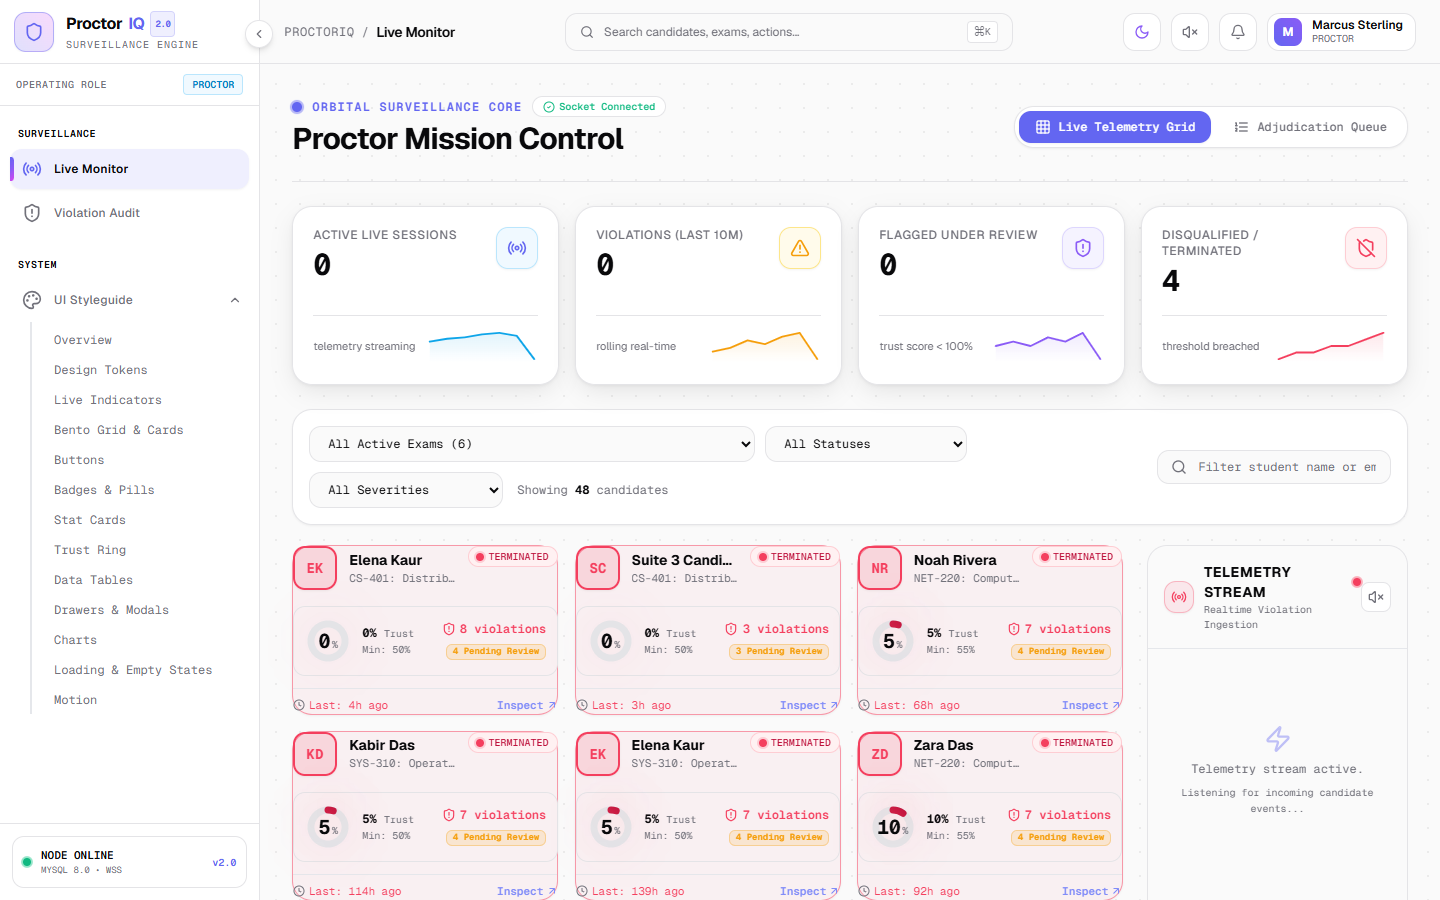 Proctor IQ 2.0
SURVEILLANCE ENGINE
OPERATING ROLE
PROCTOR
SURVEILLANCE
Live Monitor
Violation Audit
SYSTEM
UI Styleguide
Overview
Design Tokens
Live Indicators
Bento Grid & Cards
Buttons
Badges & Pills
Stat Cards
Trust Ring
Data Tables
Drawers & Modals
Charts
Loading & Empty States
Motion
NODE ONLINE
MYSQL 8.0 • WSS
v2.0
PROCTORIQ / Live Monitor
Search candidates, exams, actions...
⌘K
M
Marcus Sterling
PROCTOR
ORBITAL SURVEILLANCE CORE
Socket Connected
Proctor Mission Control
Live Telemetry Grid
Adjudication Queue
ACTIVE LIVE SESSIONS
0
telemetry streaming
VIOLATIONS (LAST 10M)
0
rolling real-time
FLAGGED UNDER REVIEW
0
trust score < 100%
DISQUALIFIED /
TERMINATED
4
threshold breached
All Active Exams (6)
All Statuses
All Severities
Showing 48 candidates
Filter student name or em
EK
Elena Kaur
TERMINATED
CS-401: Distrib…
0%
0% Trust
Min: 50%
8 violations
4 Pending Review
Last: 4h ago
Inspect ↗
SC
Suite 3 Candi…
TERMINATED
CS-401: Distrib…
0%
0% Trust
Min: 50%
3 violations
3 Pending Review
Last: 3h ago
Inspect ↗
NR
Noah Rivera
TERMINATED
NET-220: Comput…
5%
5% Trust
Min: 55%
7 violations
4 Pending Review
Last: 68h ago
Inspect ↗
KD
Kabir Das
TERMINATED
SYS-310: Operat…
5%
5% Trust
Min: 50%
7 violations
4 Pending Review
Last: 114h ago
Inspect ↗
EK
Elena Kaur
TERMINATED
SYS-310: Operat…
5%
5% Trust
Min: 50%
7 violations
4 Pending Review
Last: 139h ago
Inspect ↗
ZD
Zara Das
TERMINATED
NET-220: Comput…
10%
10% Trust
Min: 55%
7 violations
4 Pending Review
Last: 92h ago
Inspect ↗
TELEMETRY
STREAM
Realtime Violation
Ingestion
Telemetry stream active.
Listening for incoming candidate
events...